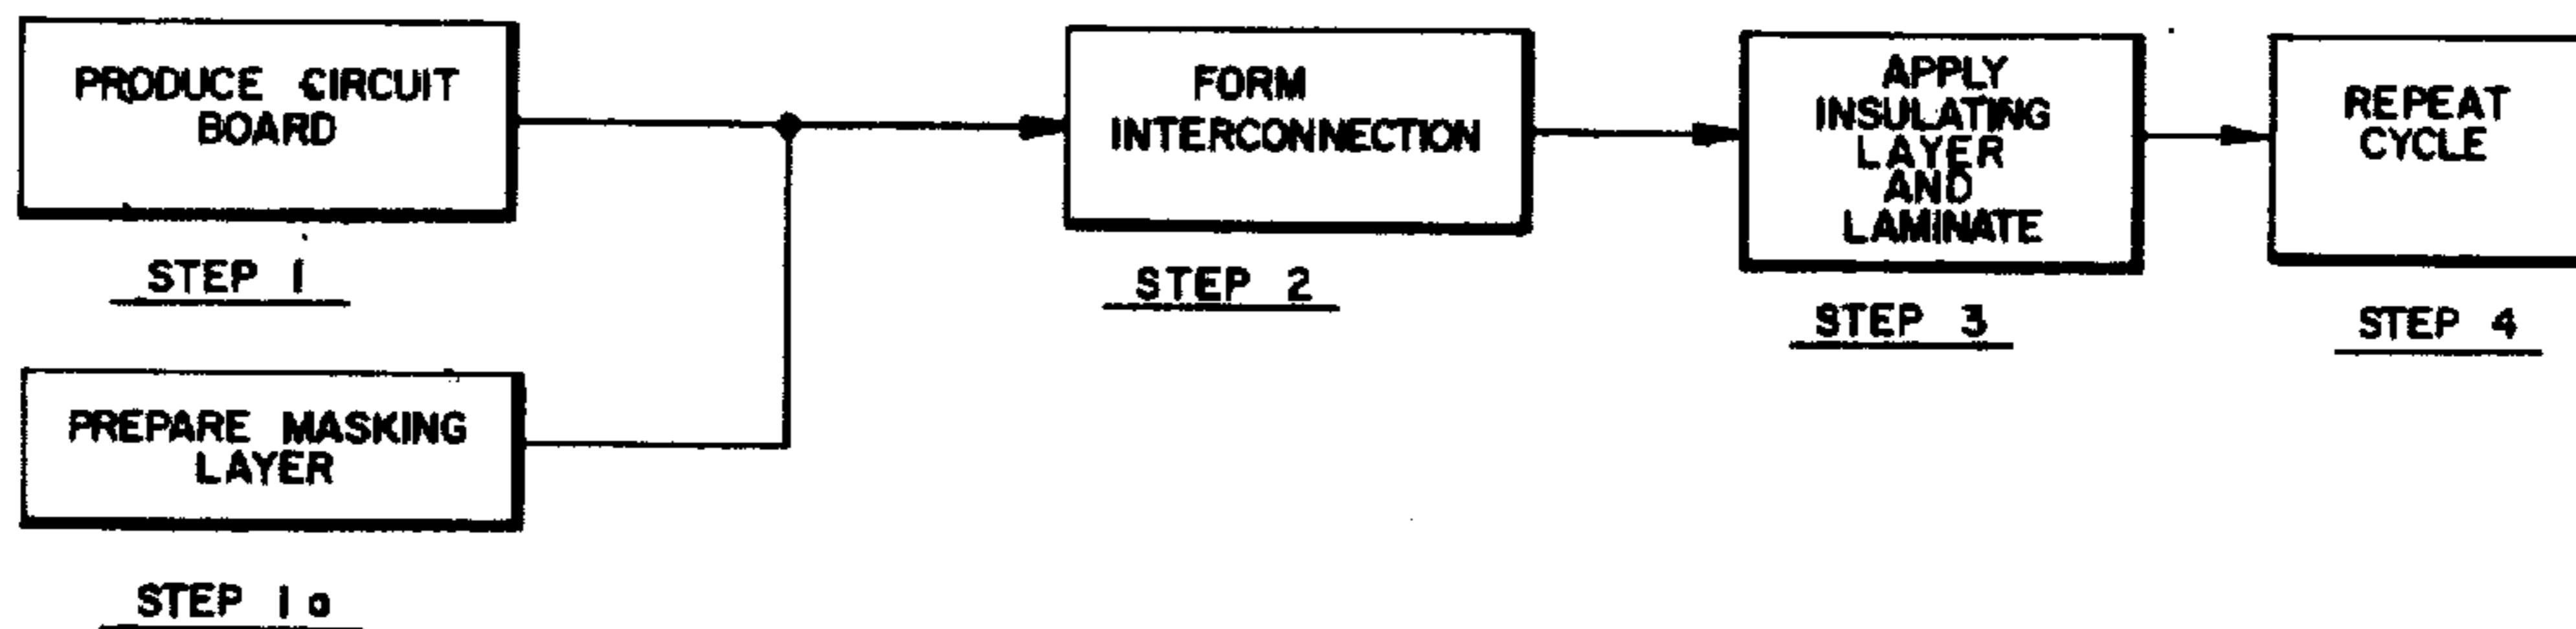 PRODUCE CIRCUIT
BOARD
STEP 1
PREPARE MASKING
LAYER
STEP 1a
FORM
INTERCONNECTION
STEP 2
APPLY
INSULATING
LAYER
AND
LAMINATE
STEP 3
REPEAT
CYCLE
STEP 4